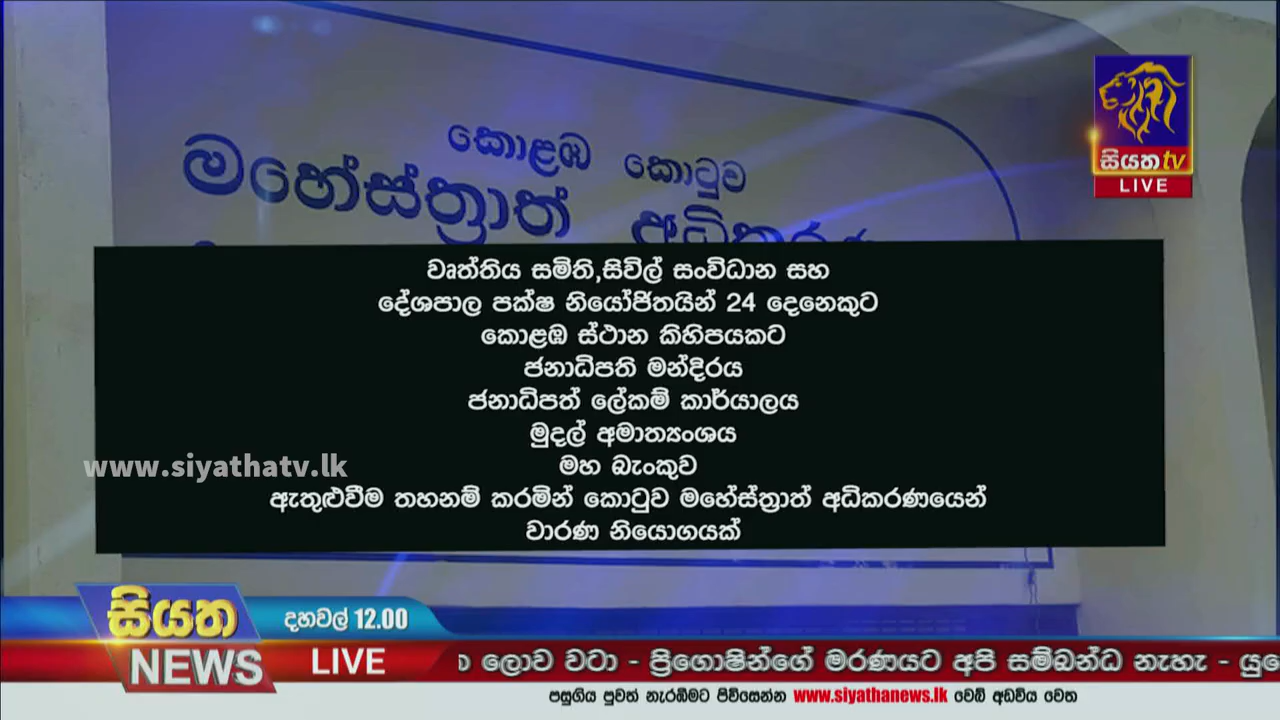 කොළඹ කොටුව
මහේස්ත්‍රාත් අධිකරණ
සියත tv
LIVE
වෘත්තිය සමිති,සිවිල් සංවිධාන සහ
දේශපාල පක්ෂ නියෝජිතයින් 24 දෙනෙකුට
කොළඹ ස්ථාන කිහිපයකට
ජනාධිපති මන්දිරය
ජනාධිපත් ලේකම් කාර්යාලය
මුදල් අමාත්‍යංශය
මහ බැංකුව
ඇතුළුවීම තහනම් කරමින් කොටුව මහේස්ත්‍රාත් අධිකරණයෙන්
වාරණ නියොගයක්
www.siyathatv.lk
සියත
NEWS
දහවල් 12.00
LIVE
ලොව වටා - ප්‍රිගොෂින්ගේ මරණයට අපි සම්බන්ධ නැහැ -
පසුගිය පුවත් නැරඹීමට පිවිසෙන්න www.siyathanews.lk වෙබ් අඩවිය වෙත